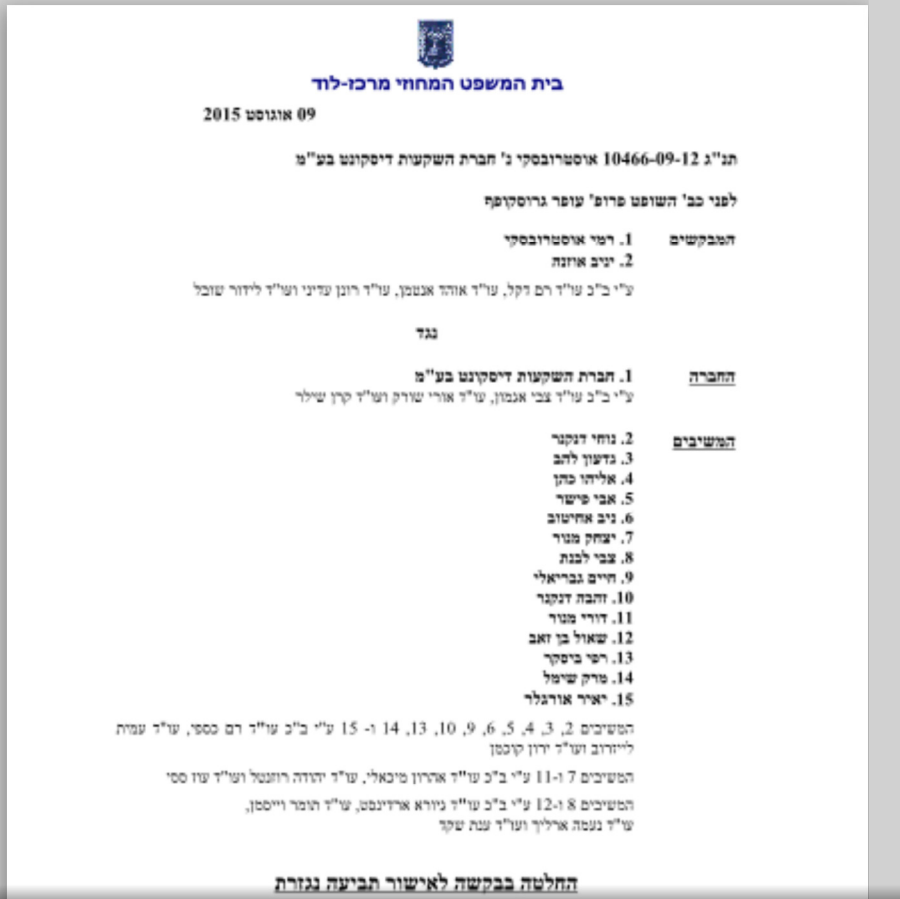 בית המשפט המחוזי מרכז-לוד
09 אוגוסט 2015
תנ"ג 10466-09-12 אוסטרובסקי נ' חברת השקעות דיסקונט בע"מ
לפני כב' השופט פרופ' עופר גרוסקופף
המבקשים 1. רמי אוסטרובסקי
2. יניב אוזנה
ע"י ב"כ עו"ד רם דקל, עו"ד אוהד אנטמן, עו"ד רונן עדיני ועו"ד לידור שובל
נגד
החברה 1. חברת השקעות דיסקונט בע"מ
ע"י ב"כ עו"ד צבי אגמון, עו"ד אורי שורק ועו"ד קרן שילר
המשיבים 2. נוחי דנקנר
3. גדעון להב
4. אליהו כהן
5. אבי פישר
6. ניב אחיטוב
7. יצחק מנור
8. צבי לבנת
9. חיים גבריאלי
10. זהבה דנקנר
11. דורי מנור
12. שאול בן זאב
13. רפי ביסקר
14. מרק שימל
15. יאיר אורגלר
המשיבים 2, 3, 4, 5, 6, 9, 10, 13, 14 ו- 15 ע"י ב"כ עו"ד רם כספי, עו"ד עמית
לייזרוב ועו"ד ירון קוכמן
המשיבים 7 ו-11 ע"י ב"כ עו"ד אהרון מיכאלי, עו"ד יהודה רוזנטל ועו"ד עוז ססי
המשיבים 8 ו-12 ע"י ב"כ עו"ד גיורא ארדינסט, עו"ד תומר וייסמן,
עו"ד נעמה ארליך ועו"ד ענת שקד
החלטה בבקשה לאישור תביעה נגזרת